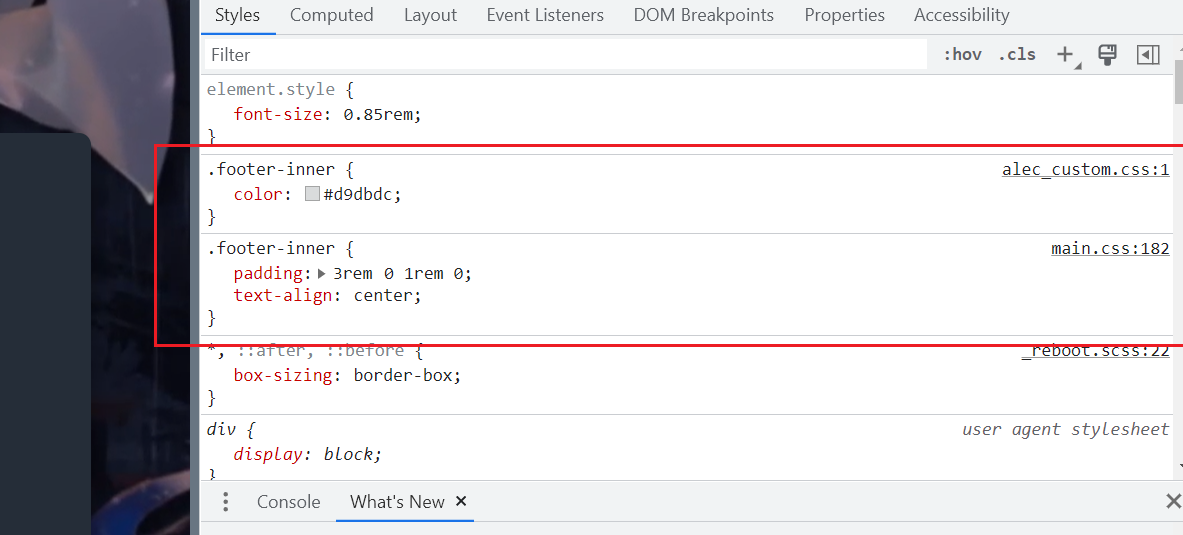 Styles Computed Layout Event Listeners DOM Breakpoints Properties Accessibility
Filter :hov .cls
element.style {
font-size: 0.85rem;
}
.footer-inner { alec_custom.css:1
color: #d9dbdc;
}
.footer-inner { main.css:182
padding: 3rem 0 1rem 0;
text-align: center;
}
*, ::after, ::before { _reboot.scss:22
box-sizing: border-box;
}
div { user agent stylesheet
display: block;
}
Console What's New